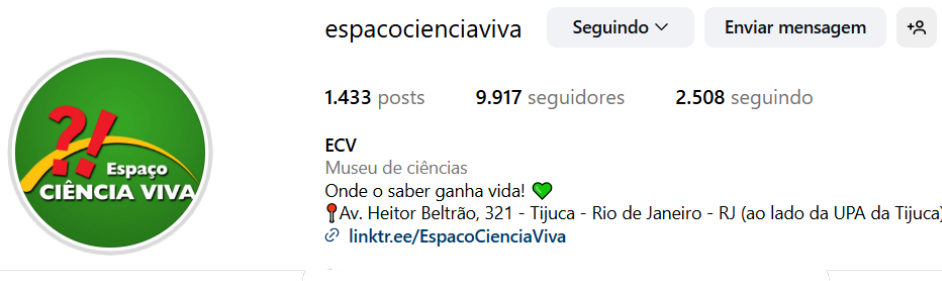 espacocienciaviva Seguindo Enviar mensagem
1.433 posts 9.917 seguidores 2.508 seguindo
?! Espaço
CIÊNCIA VIVA
ECV
Museu de ciências
Onde o saber ganha vida! 💚
📍Av. Heitor Beltrão, 321 - Tijuca - Rio de Janeiro - RJ (ao lado da UPA da Tijuca)
linktr.ee/EspacoCienciaViva